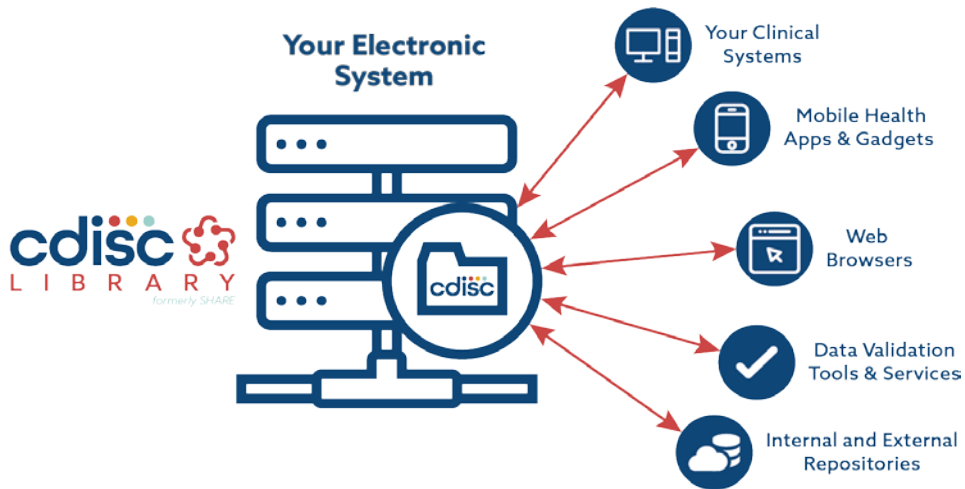 Your Electronic
System
cdisc
LIBRARY
formerly SHARE
cdisc
Your Clinical
Systems
Mobile Health
Apps & Gadgets
Web
Browsers
Data Validation
Tools & Services
Internal and External
Repositories